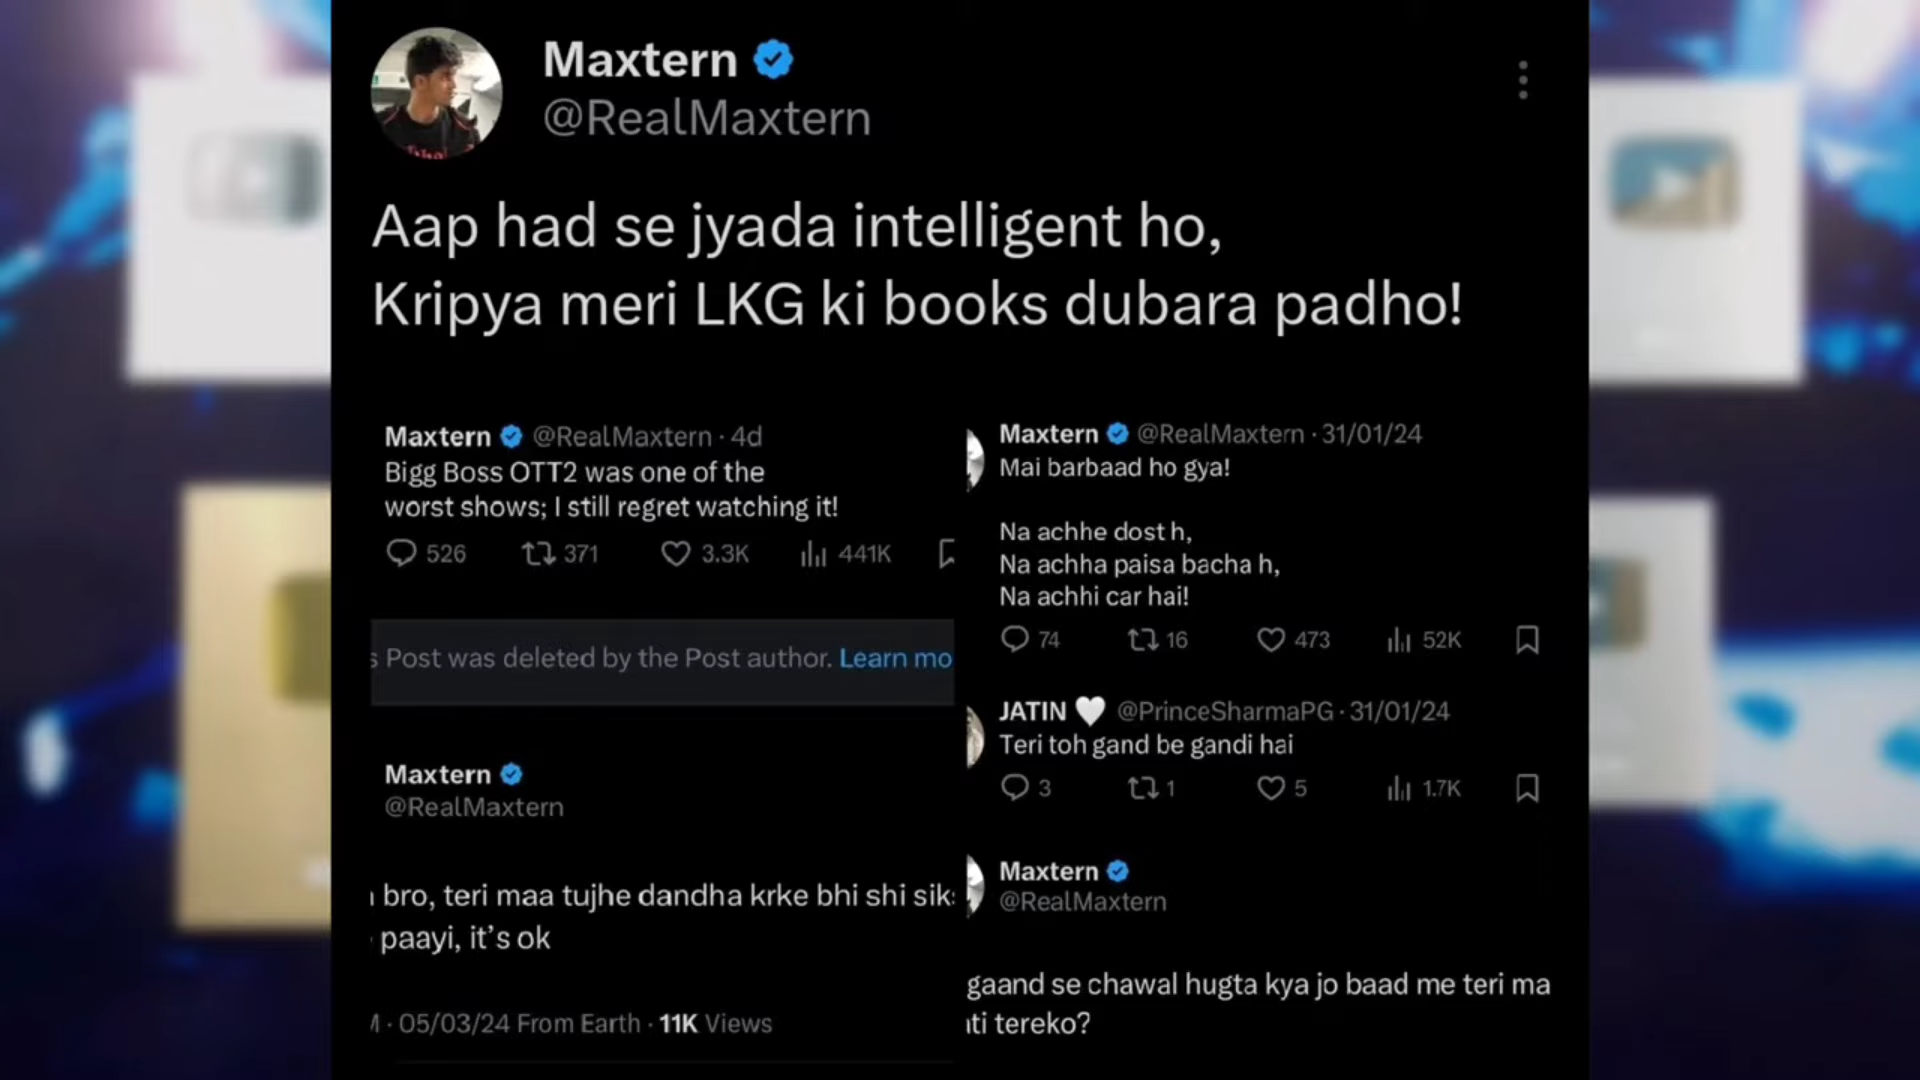 Maxtern
@RealMaxtern
Aap had se jyada intelligent ho,
Kripya meri LKG ki books dubara padho!
Maxtern @RealMaxtern · 4d
Bigg Boss OTT2 was one of the
worst shows; I still regret watching it!
526 371 3.3K 441K
Post was deleted by the Post author. Learn mo
Maxtern
@RealMaxtern
bro, teri maa tujhe dandha krke bhi shi sik
paayi, it's ok
· 05/03/24 From Earth · 11K Views
Maxtern @RealMaxtern · 31/01/24
Mai barbaad ho gya!
Na achhe dost h,
Na achha paisa bacha h,
Na achhi car hai!
74 16 473 52K
JATIN @PrinceSharmaPG · 31/01/24
Teri toh gand be gandi hai
3 1 5 1.7K
Maxtern
@RealMaxtern
gaand se chawal hugta kya jo baad me teri ma
ti tereko?